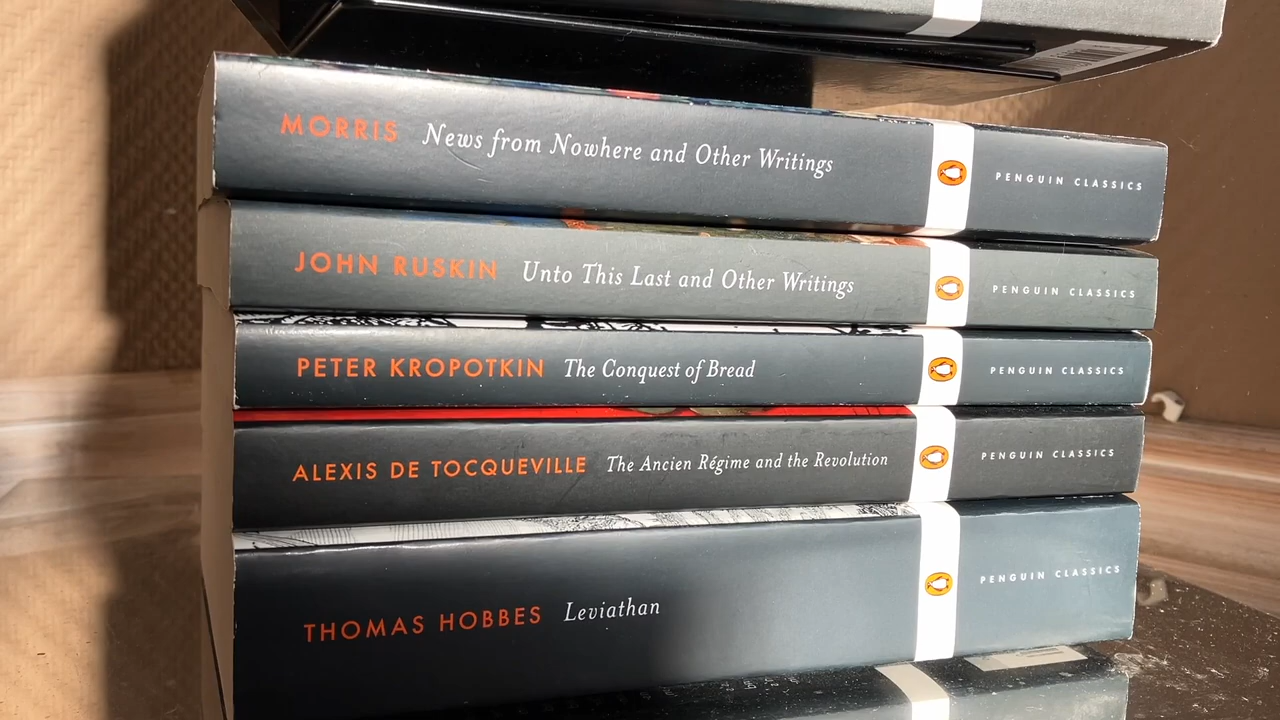 MORRIS News from Nowhere and Other Writings PENGUIN CLASSICS
JOHN RUSKIN Unto This Last and Other Writings PENGUIN CLASSICS
PETER KROPOTKIN The Conquest of Bread PENGUIN CLASSICS
ALEXIS DE TOCQUEVILLE The Ancien Régime and the Revolution PENGUIN CLASSICS
THOMAS HOBBES Leviathan PENGUIN CLASSICS